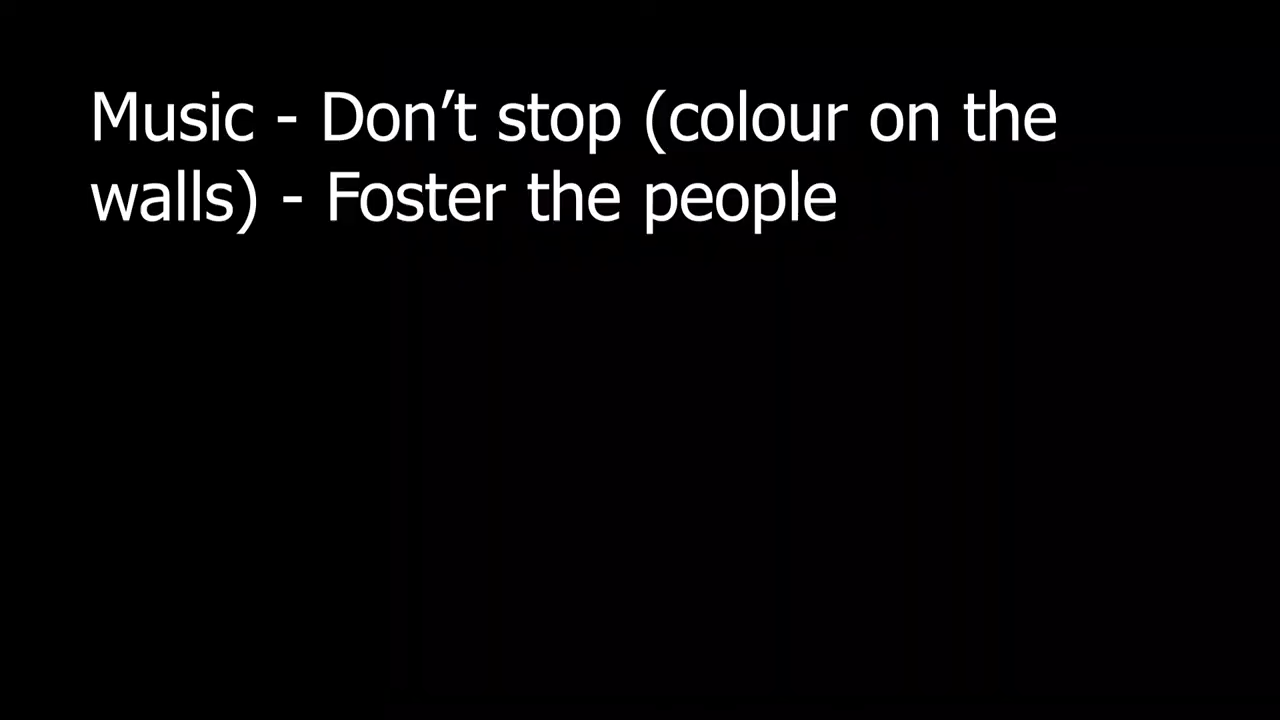 Music - Don’t stop (colour on the
walls) - Foster the people